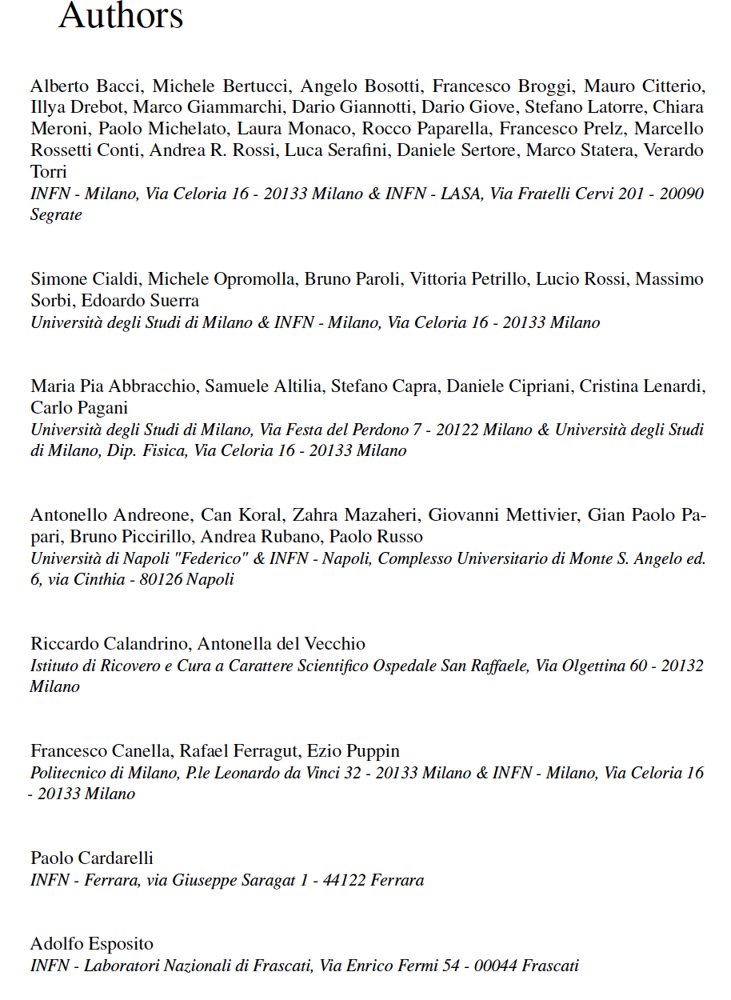 Authors
Alberto Bacci, Michele Bertucci, Angelo Bosotti, Francesco Broggi, Mauro Citterio,
Illya Drebot, Marco Giammarchi, Dario Giannotti, Dario Giove, Stefano Latorre, Chiara
Meroni, Paolo Michelato, Laura Monaco, Rocco Paparella, Francesco Prelz, Marcello
Rossetti Conti, Andrea R. Rossi, Luca Serafini, Daniele Sertore, Marco Statera, Verardo
Torri
INFN - Milano, Via Celoria 16 - 20133 Milano & INFN - LASA, Via Fratelli Cervi 201 - 20090
Segrate
Simone Cialdi, Michele Opromolla, Bruno Paroli, Vittoria Petrillo, Lucio Rossi, Massimo
Sorbi, Edoardo Suerra
Università degli Studi di Milano & INFN - Milano, Via Celoria 16 - 20133 Milano
Maria Pia Abbracchio, Samuele Altilia, Stefano Capra, Daniele Cipriani, Cristina Lenardi,
Carlo Pagani
Università degli Studi di Milano, Via Festa del Perdono 7 - 20122 Milano & Università degli Studi
di Milano, Dip. Fisica, Via Celoria 16 - 20133 Milano
Antonello Andreone, Can Koral, Zahra Mazaheri, Giovanni Mettivier, Gian Paolo Pa-
pari, Bruno Piccirillo, Andrea Rubano, Paolo Russo
Università di Napoli "Federico" & INFN - Napoli, Complesso Universitario di Monte S. Angelo ed.
6, via Cinthia - 80126 Napoli
Riccardo Calandrino, Antonella del Vecchio
Istituto di Ricovero e Cura a Carattere Scientifico Ospedale San Raffaele, Via Olgettina 60 - 20132
Milano
Francesco Canella, Rafael Ferragut, Ezio Puppin
Politecnico di Milano, P.le Leonardo da Vinci 32 - 20133 Milano & INFN - Milano, Via Celoria 16
- 20133 Milano
Paolo Cardarelli
INFN - Ferrara, via Giuseppe Saragat 1 - 44122 Ferrara
Adolfo Esposito
INFN - Laboratori Nazionali di Frascati, Via Enrico Fermi 54 - 00044 Frascati